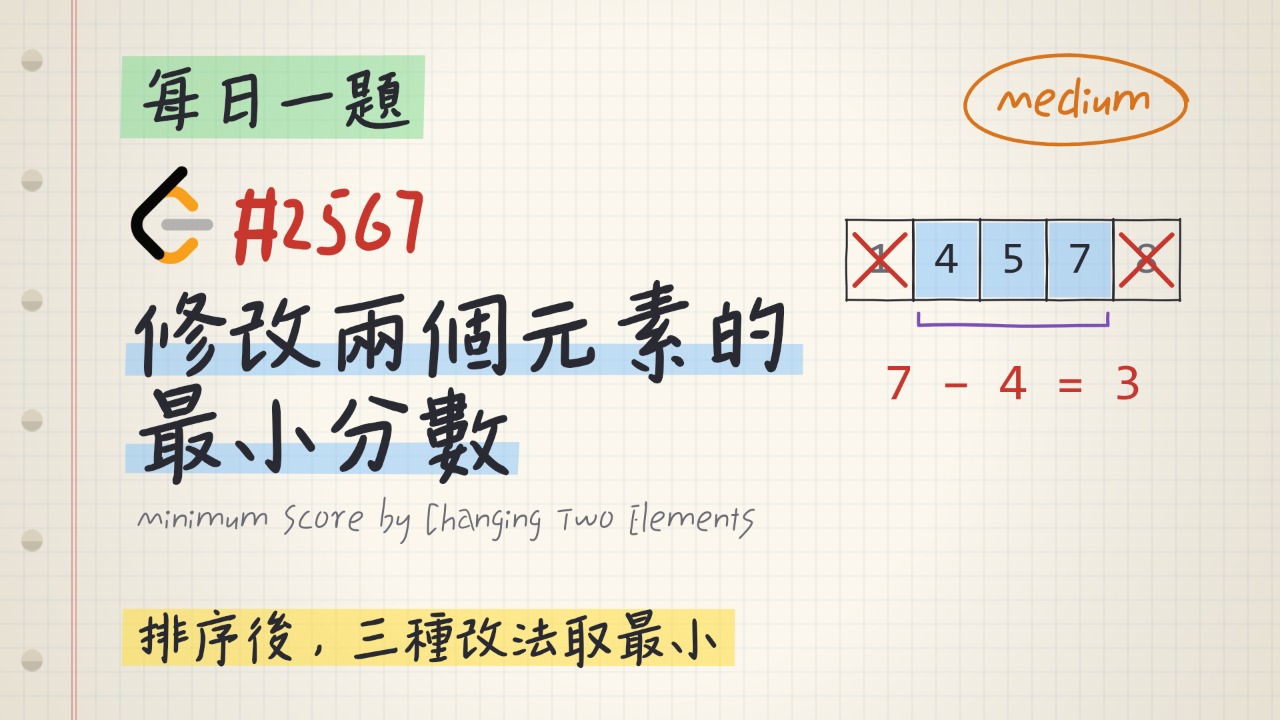 每日一題
medium
#2567
1 4 5 7 8
7 - 4 = 3
修改兩個元素的
最小分數
minimum Score by Changing Two Elements
排序後，三種改法取最小